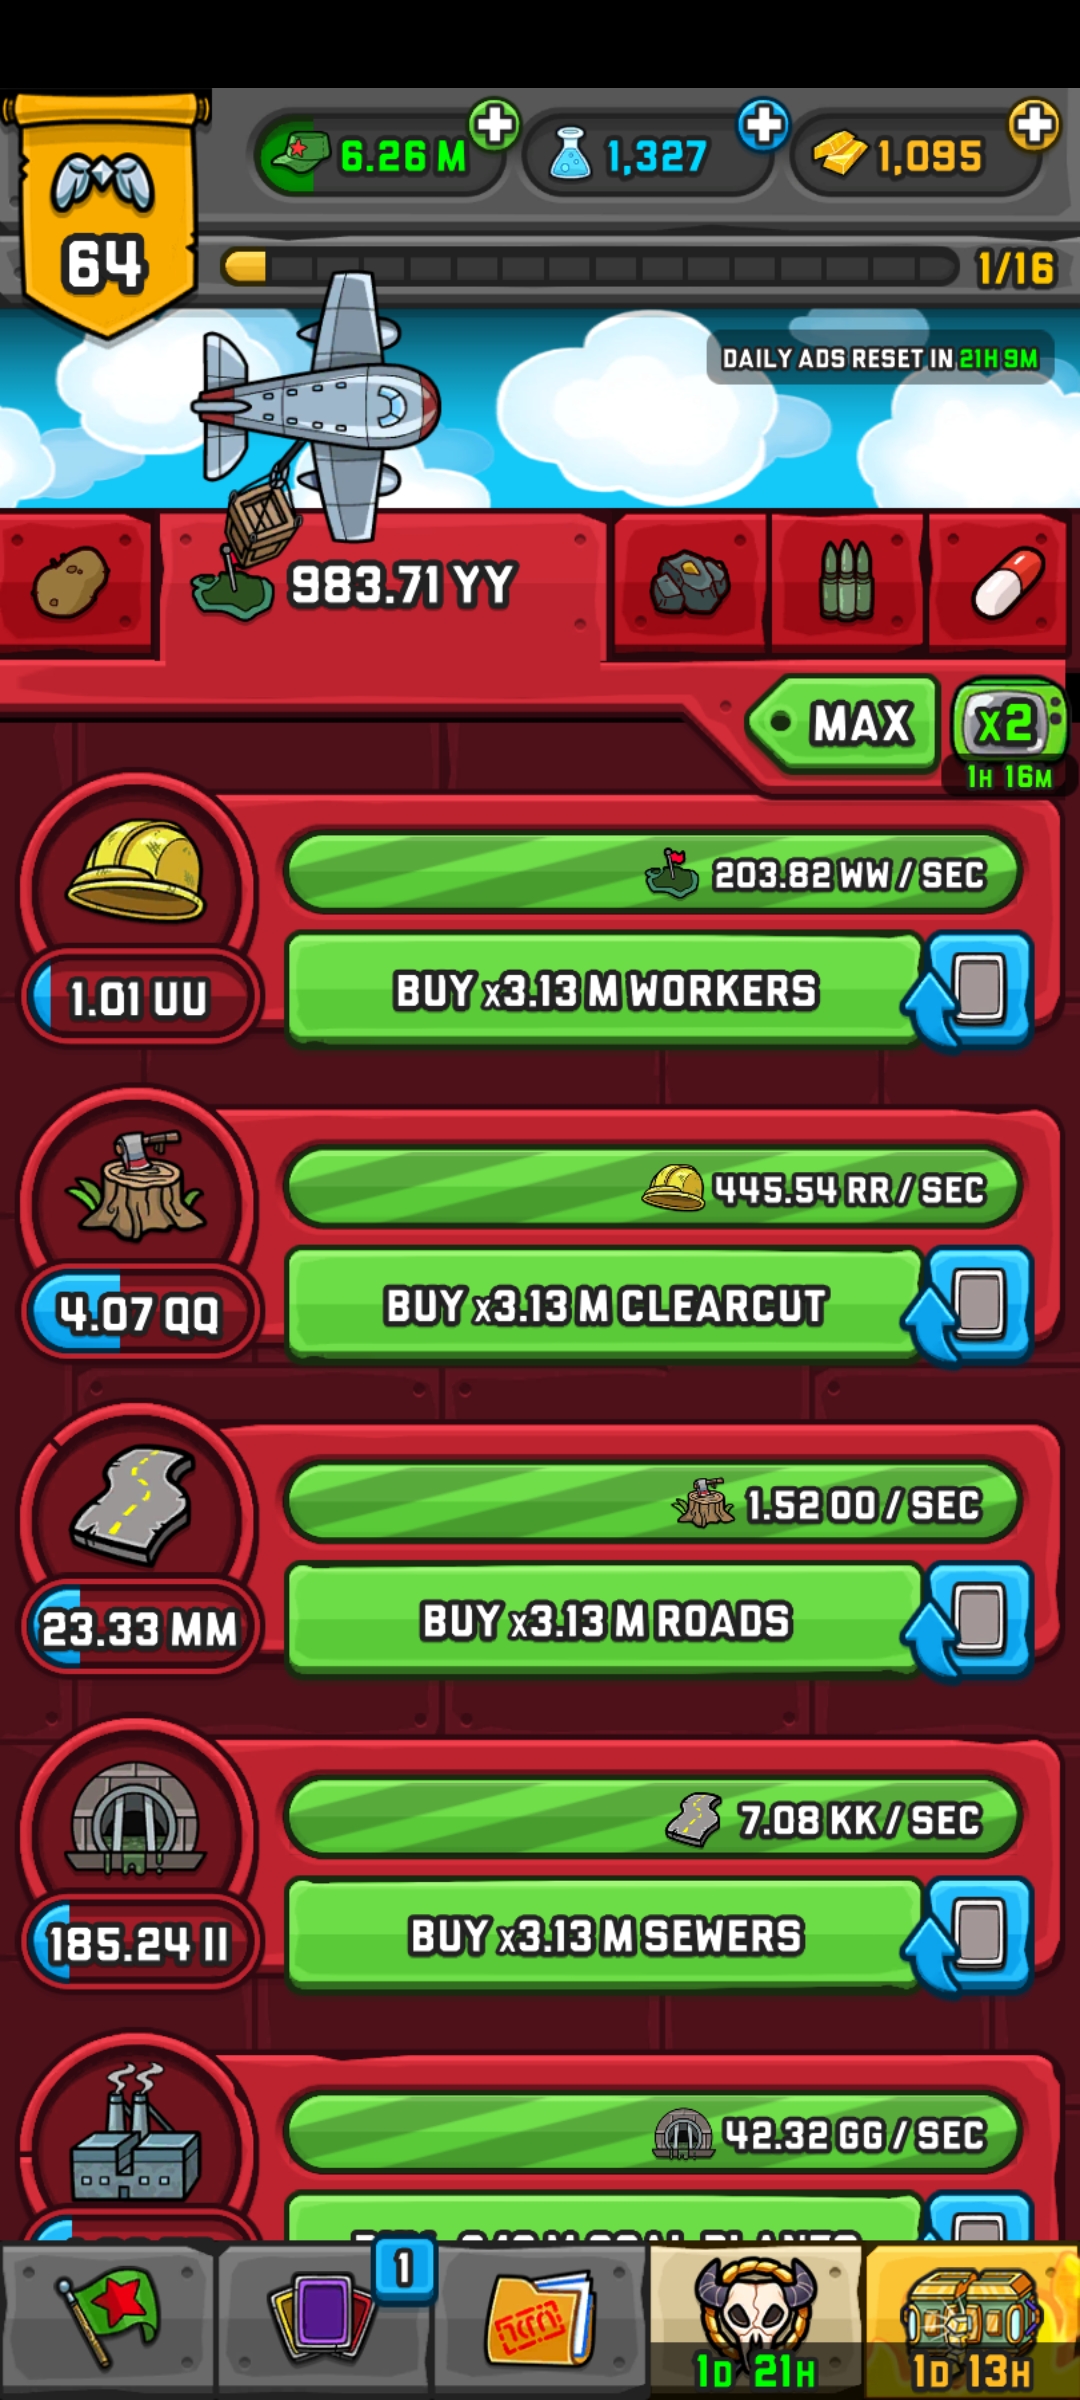 6.26 M
1,327
1,095
64
1/16
DAILY ADS RESET IN 21H 9M
983.71 YY
MAX
x2
1H 16M
203.82 WW / SEC
1.01 UU
BUY x3.13 M WORKERS
445.54 RR / SEC
4.07 QQ
BUY x3.13 M CLEARCUT
1.52 OO / SEC
23.33 MM
BUY x3.13 M ROADS
7.08 KK / SEC
185.24 II
BUY x3.13 M SEWERS
42.32 GG / SEC
1
1D 21H
1D 13H